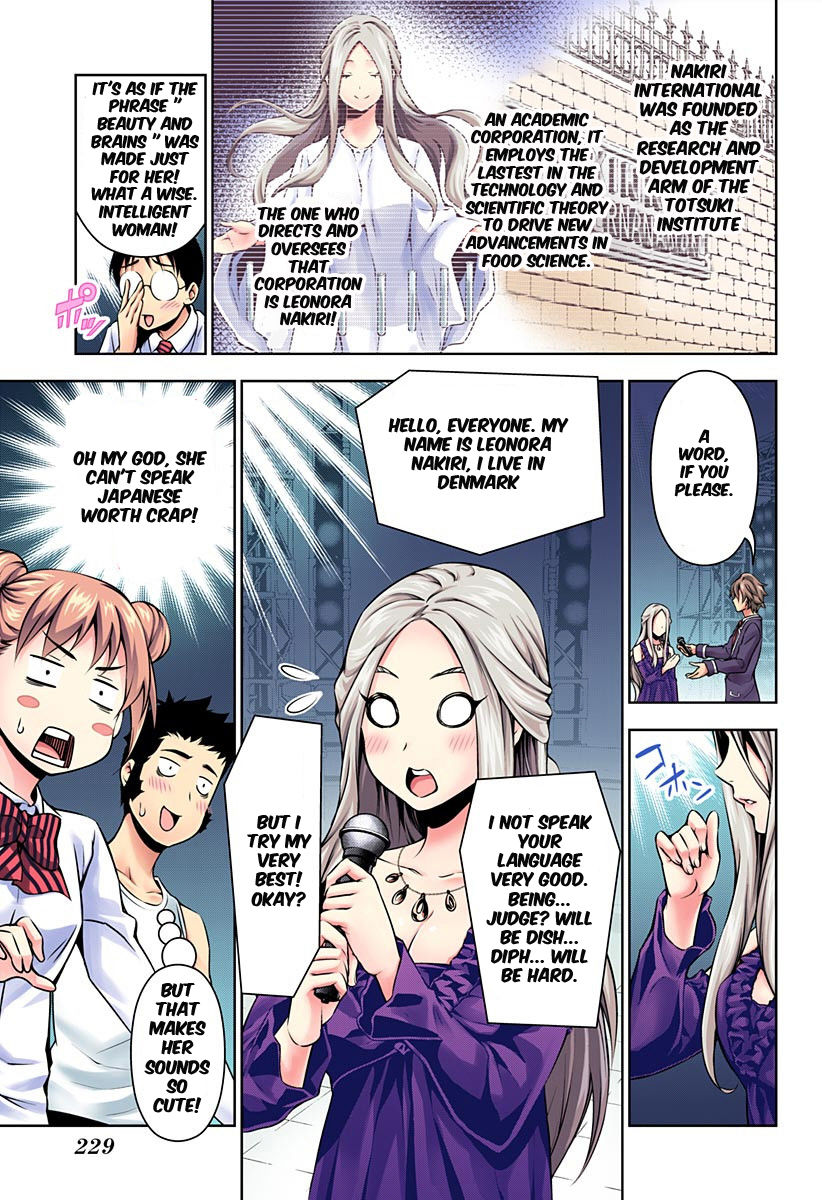 NAKIRI
INTERNATIONAL
WAS FOUNDED
AS THE
RESEARCH AND
DEVELOPMENT
ARM OF THE
TOTSUKI
INSTITUTE
AN ACADEMIC
CORPORATION, IT
EMPLOYS THE
LASTEST IN THE
TECHNOLOGY AND
SCIENTIFIC THEORY
TO DRIVE NEW
ADVANCEMENTS IN
FOOD SCIENCE.
THE ONE WHO
DIRECTS AND
OVERSEES
THAT
CORPORATION
IS LEONORA
NAKIRI!
IT'S AS IF THE
PHRASE "
BEAUTY AND
BRAINS " WAS
MADE JUST
FOR HER!
WHAT A WISE.
INTELLIGENT
WOMAN!
ポッ
A
WORD,
IF YOU
PLEASE.
コホン
HELLO, EVERYONE. MY
NAME IS LEONORA
NAKIRI, I LIVE IN
DENMARK
I NOT SPEAK
YOUR
LANGUAGE
VERY GOOD.
BEING...
JUDGE? WILL
BE DISH...
DIPH... WILL
BE HARD.
BUT I
TRY MY
VERY
BEST!
OKAY?
OH MY GOD, SHE
CAN'T SPEAK
JAPANESE
WORTH CRAP!
BUT
THAT
MAKES
HER
SOUNDS
SO
CUTE!
229